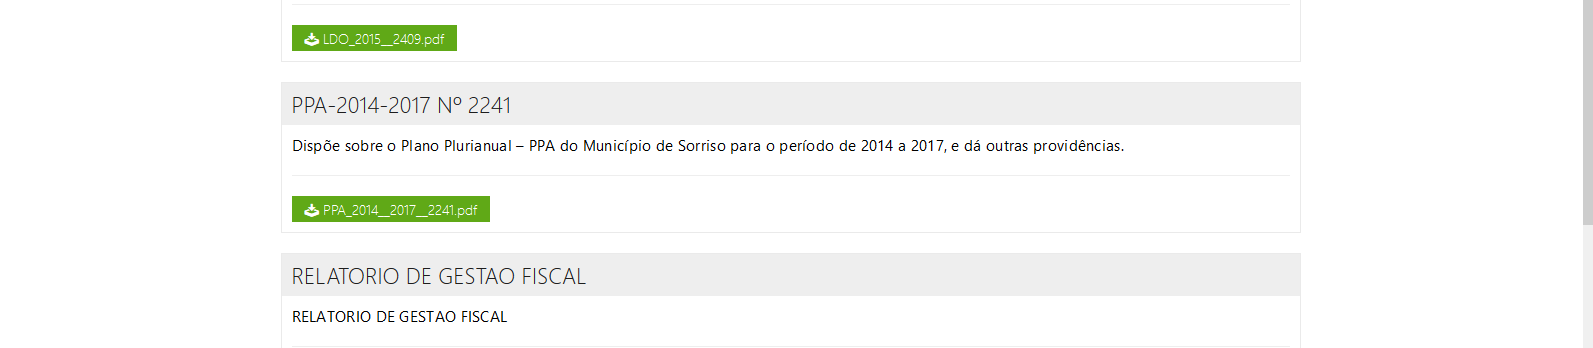 LDO_2015__2409.pdf
PPA-2014-2017 Nº 2241
Dispõe sobre o Plano Plurianual – PPA do Município de Sorriso para o período de 2014 a 2017, e dá outras providências.
PPA_2014__2017__2241.pdf
RELATORIO DE GESTAO FISCAL
RELATORIO DE GESTAO FISCAL